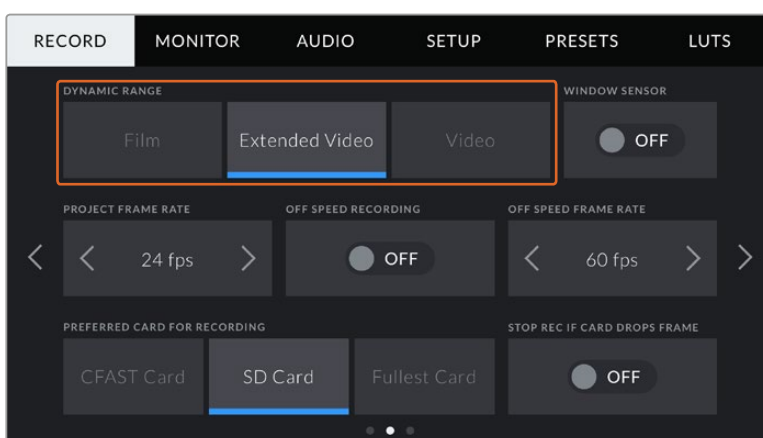 RECORD MONITOR AUDIO SETUP PRESETS LUTS
DYNAMIC RANGE WINDOW SENSOR
Film Extended Video Video OFF
PROJECT FRAME RATE OFF SPEED RECORDING OFF SPEED FRAME RATE
24 fps OFF 60 fps
PREFERRED CARD FOR RECORDING STOP REC IF CARD DROPS FRAME
CFAST Card SD Card Fullest Card OFF